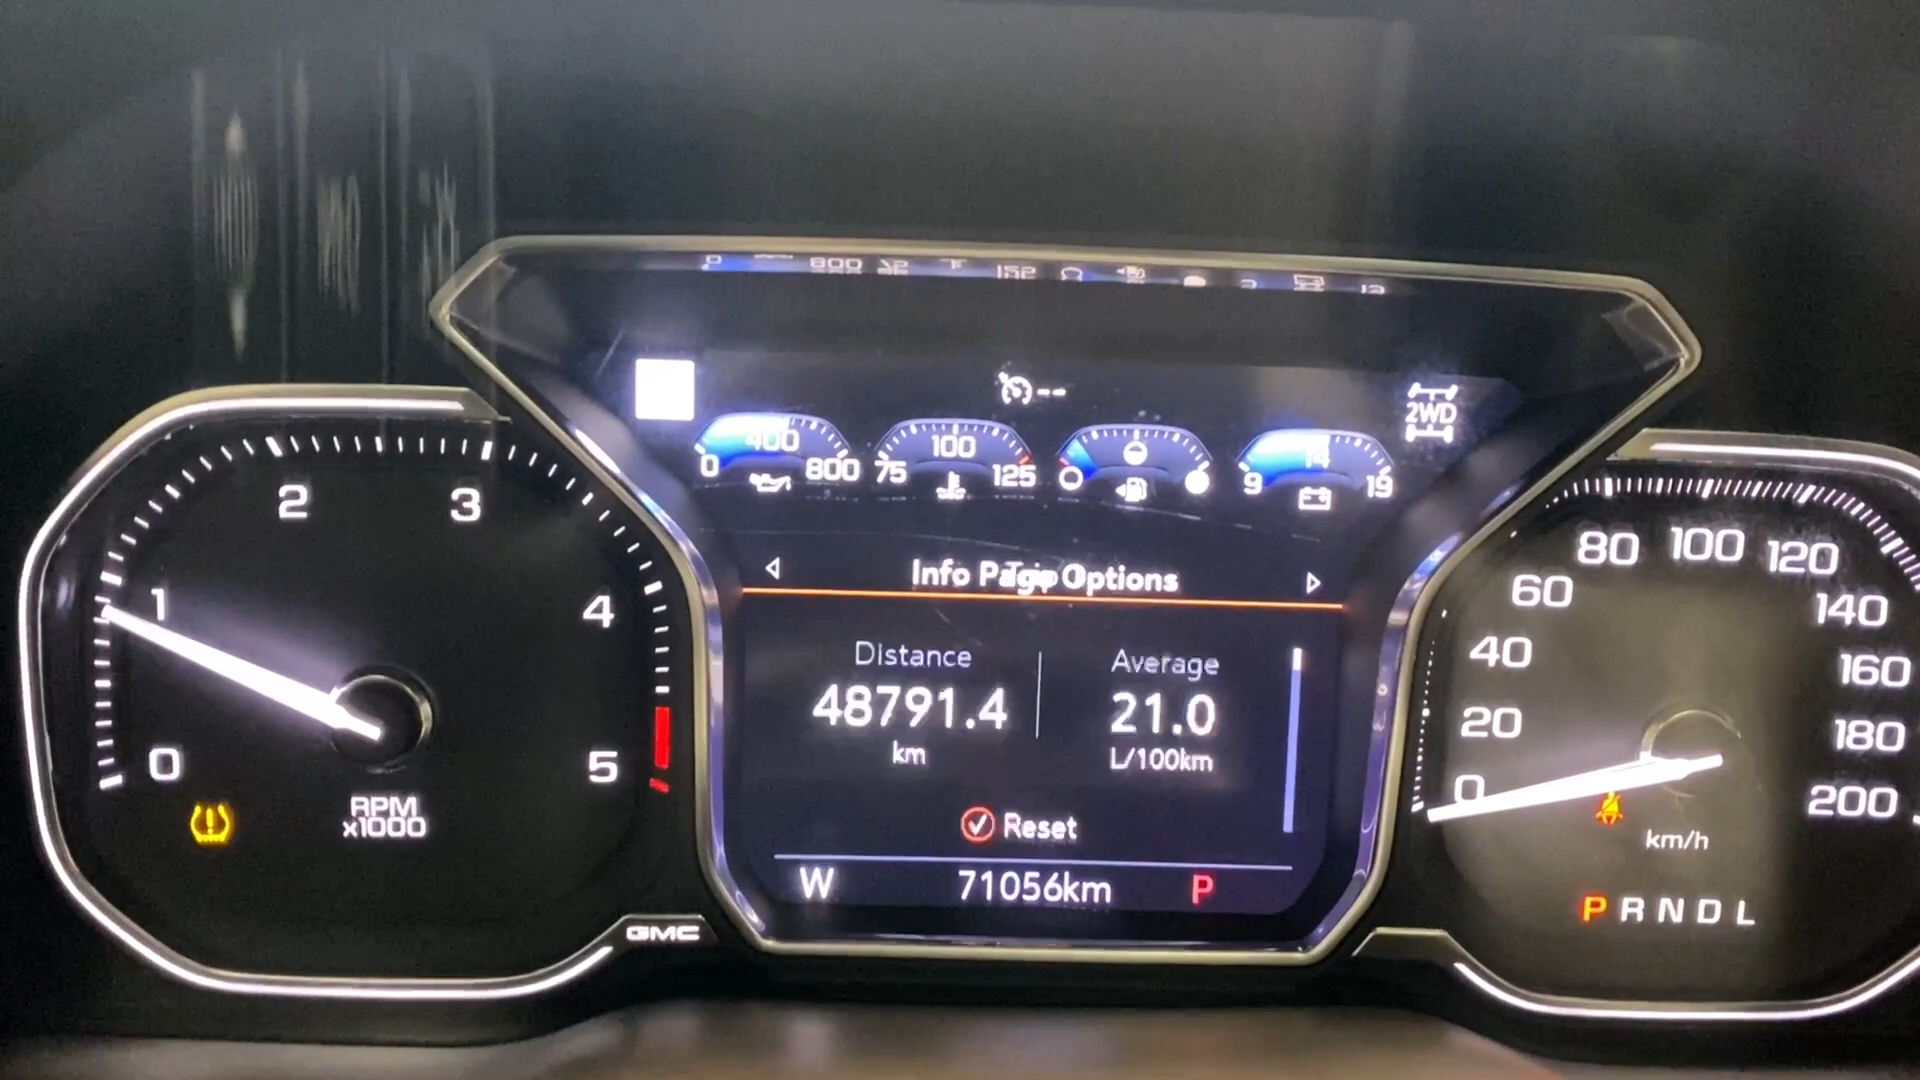 2WD
400
0 800
100
75 125
14
9 19
Info Page Options
Distance
48791.4
km
Average
21.0
L/100km
Reset
W 71056km P
0 1 2 3 4 5
RPM
x1000
GMC
0 20 40 60 80 100 120 140 160 180 200
km/h
P R N D L